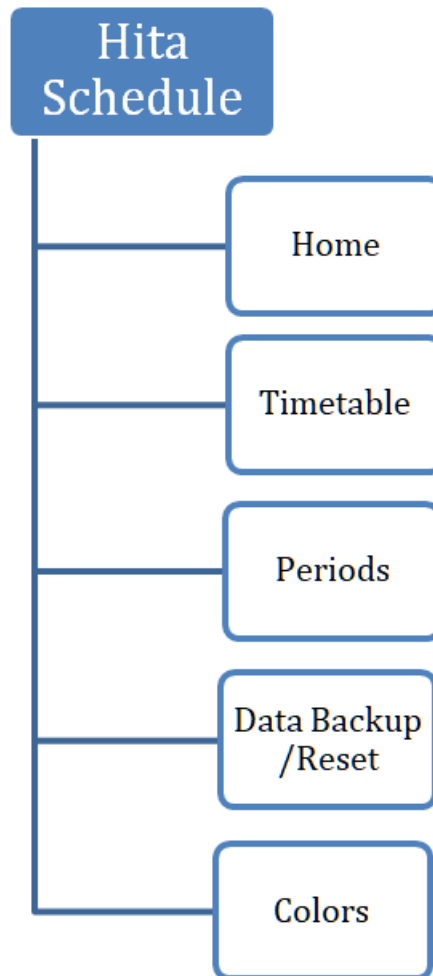 Hita
Schedule
Home
Timetable
Periods
Data Backup
/Reset
Colors